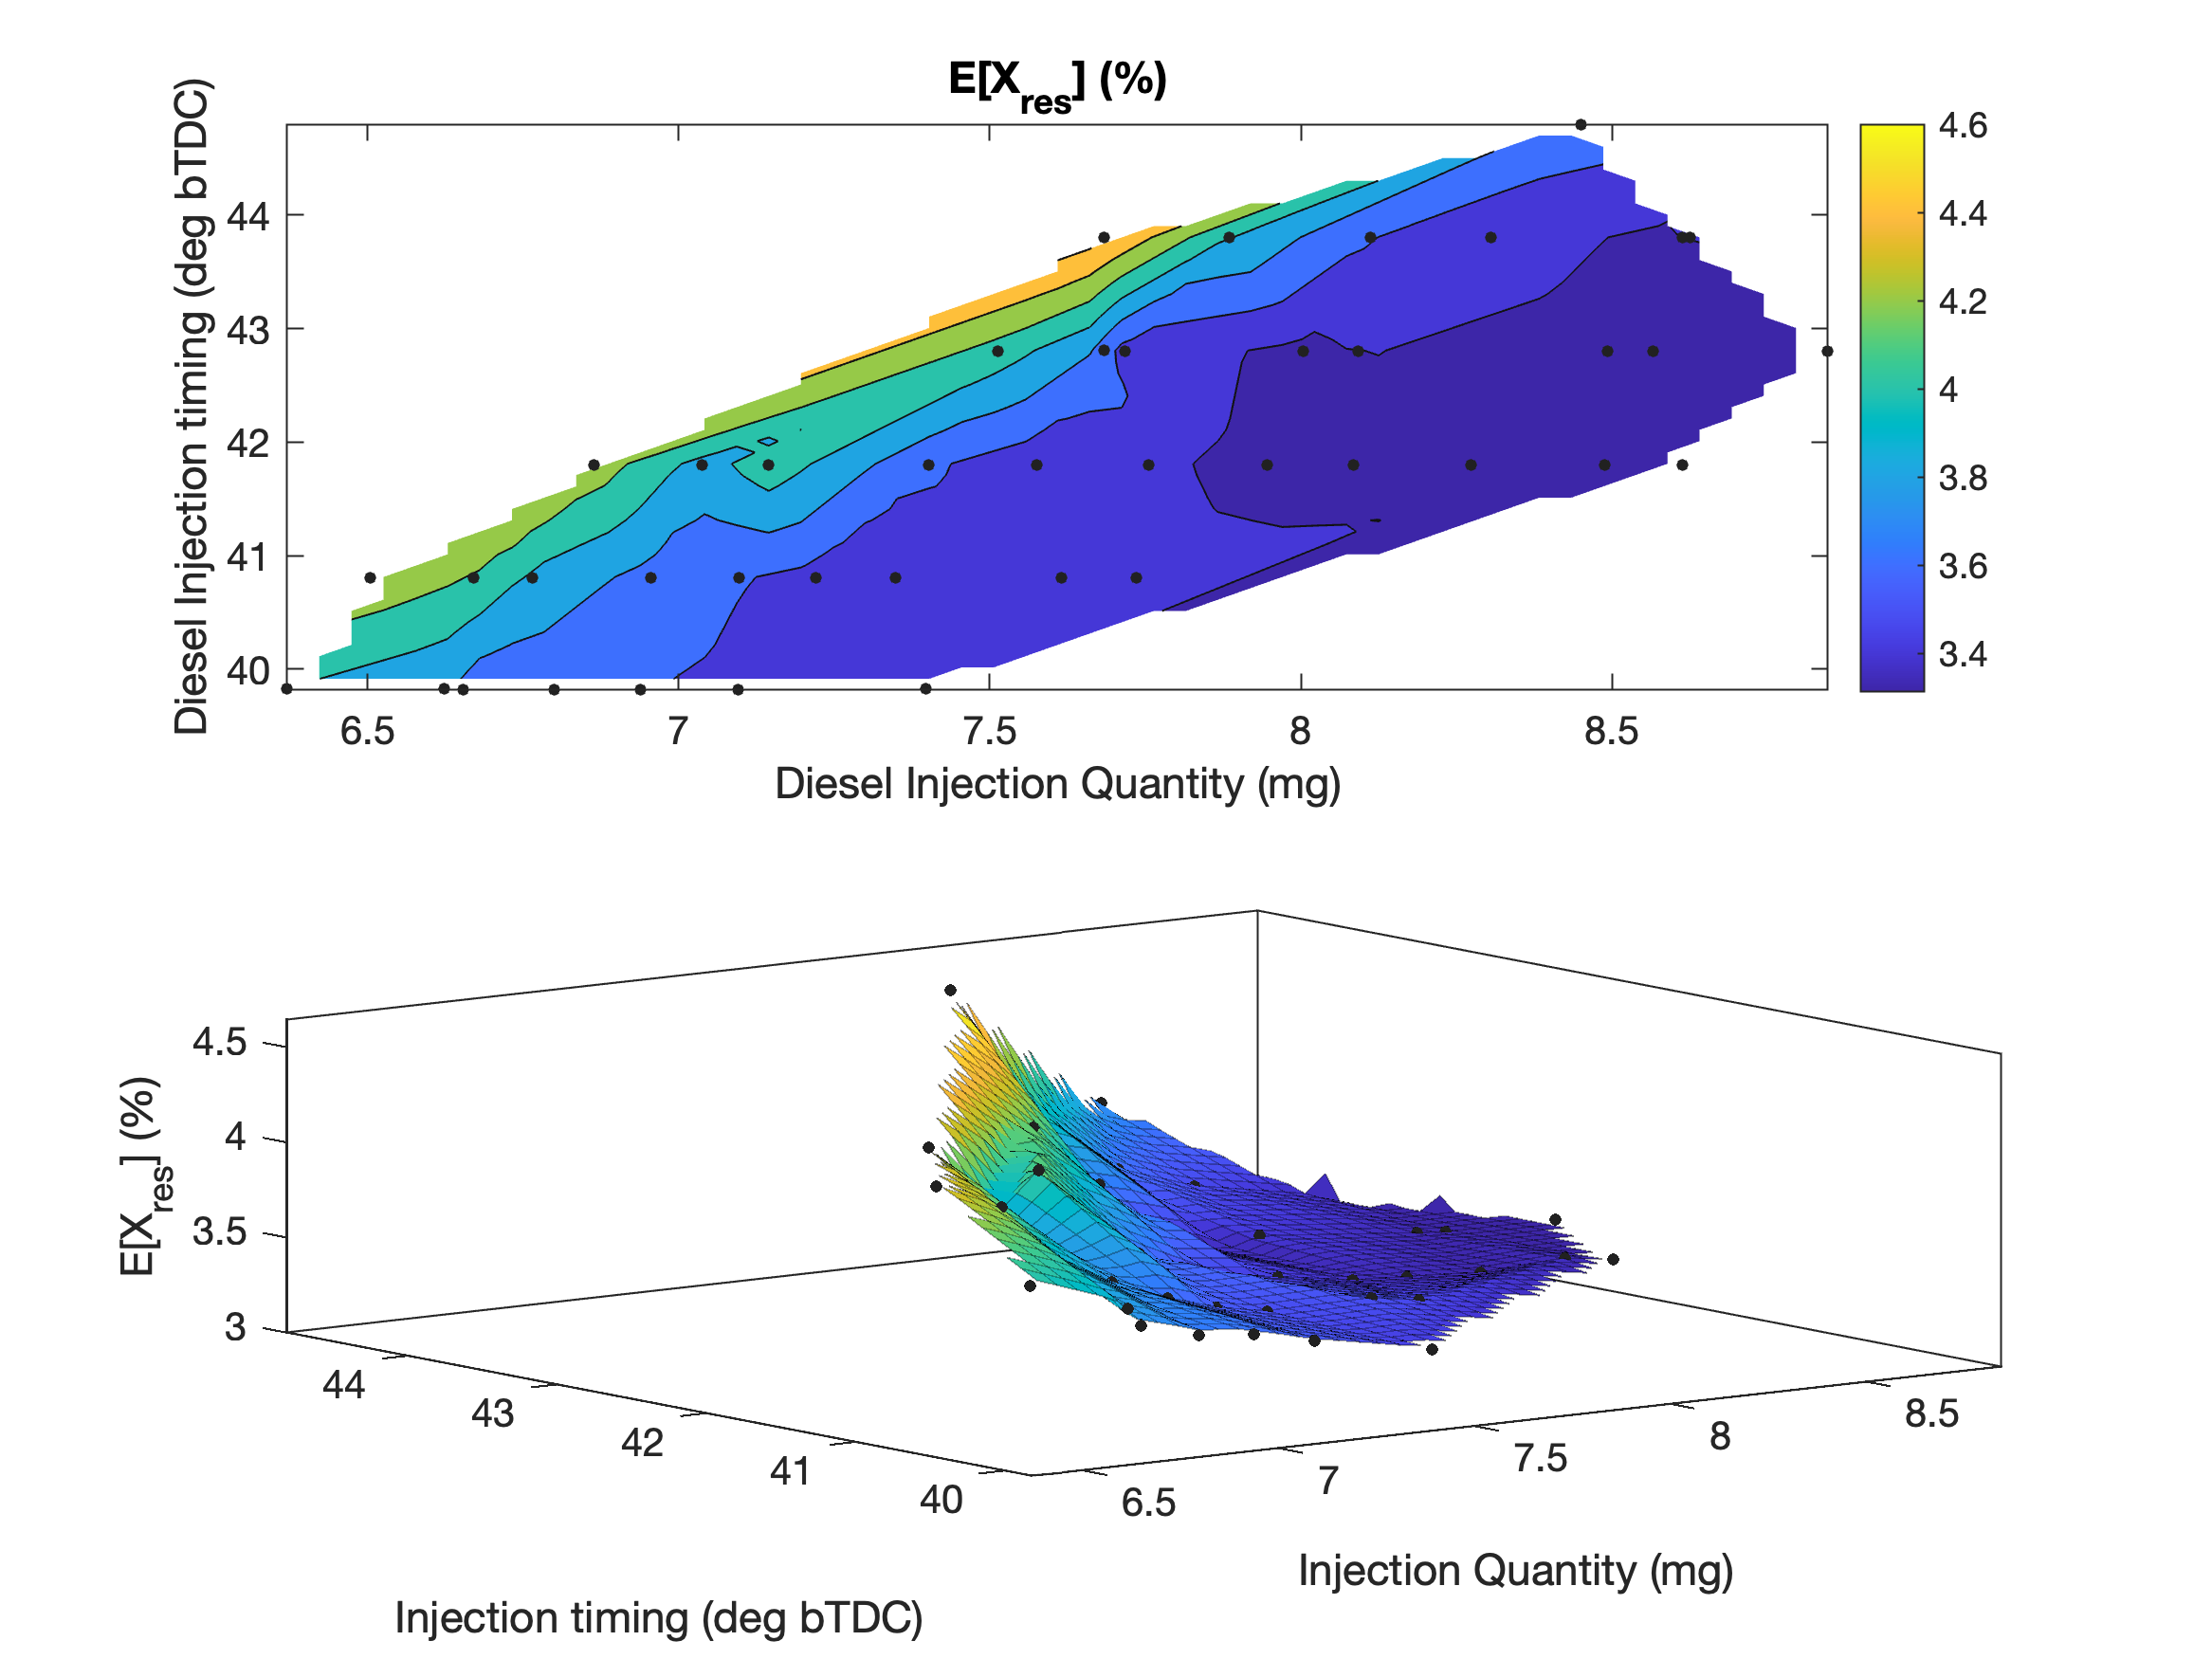 E[X_res] (%)
Diesel Injection timing (deg bTDC)
44
43
42
41
40
6.5 7 7.5 8 8.5
Diesel Injection Quantity (mg)
4.6
4.4
4.2
4
3.8
3.6
3.4
E[X_res] (%)
4.5
4
3.5
3
44 43 42 41 40
6.5 7 7.5 8 8.5
Injection timing (deg bTDC)
Injection Quantity (mg)